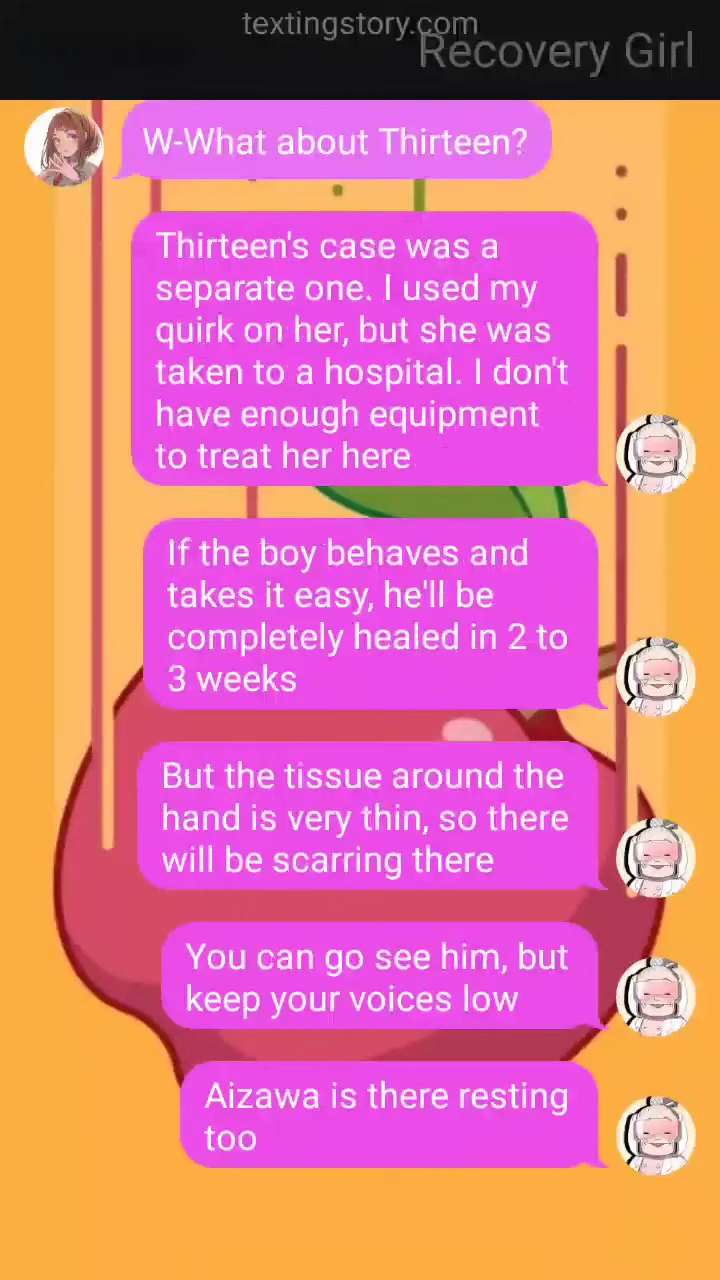 textingstory.com
Recovery Girl
W-What about Thirteen?
Thirteen's case was a
separate one. I used my
quirk on her, but she was
taken to a hospital. I don't
have enough equipment
to treat her here
If the boy behaves and
takes it easy, he'll be
completely healed in 2 to
3 weeks
But the tissue around the
hand is very thin, so there
will be scarring there
You can go see him, but
keep your voices low
Aizawa is there resting
too